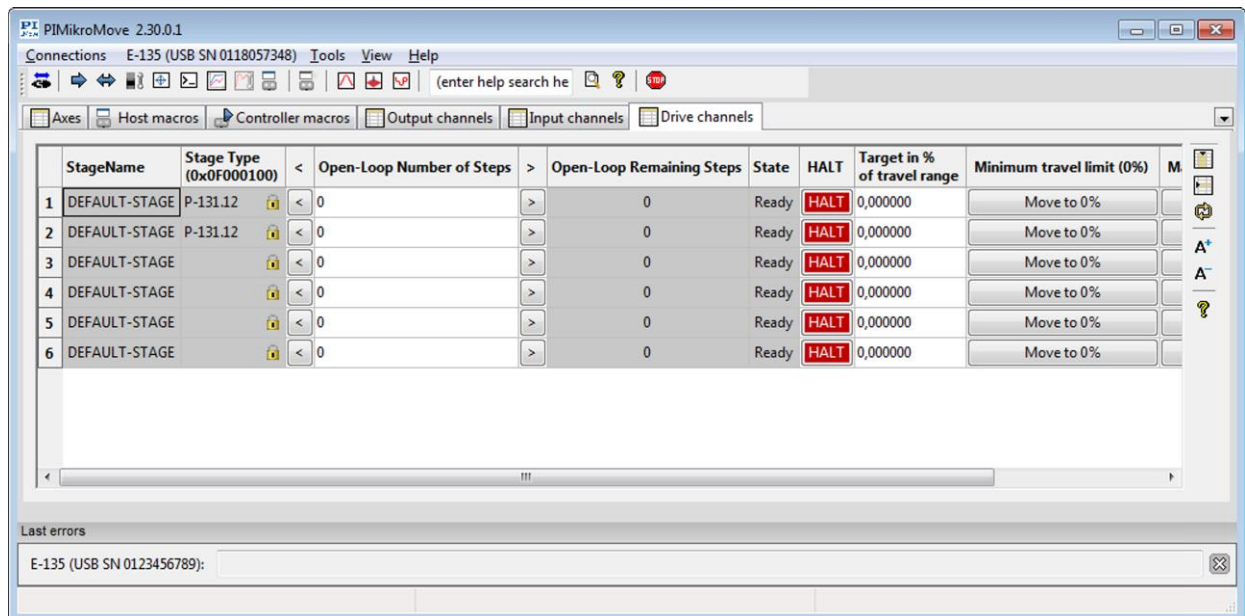 PI PIMikroMove 2.30.0.1
Connections E-135 (USB SN 0118057348) Tools View Help
(enter help search he STOP
Axes Host macros Controller macros Output channels Input channels Drive channels
StageName Stage Type (0x0F000100) < Open-Loop Number of Steps > Open-Loop Remaining Steps State HALT Target in % of travel range Minimum travel limit (0%) M
1 DEFAULT-STAGE P-131.12 < 0 > 0 Ready HALT 0,000000 Move to 0%
2 DEFAULT-STAGE P-131.12 < 0 > 0 Ready HALT 0,000000 Move to 0%
3 DEFAULT-STAGE < 0 > 0 Ready HALT 0,000000 Move to 0%
4 DEFAULT-STAGE < 0 > 0 Ready HALT 0,000000 Move to 0%
5 DEFAULT-STAGE < 0 > 0 Ready HALT 0,000000 Move to 0%
6 DEFAULT-STAGE < 0 > 0 Ready HALT 0,000000 Move to 0%
A+
A-
Last errors
E-135 (USB SN 0123456789):